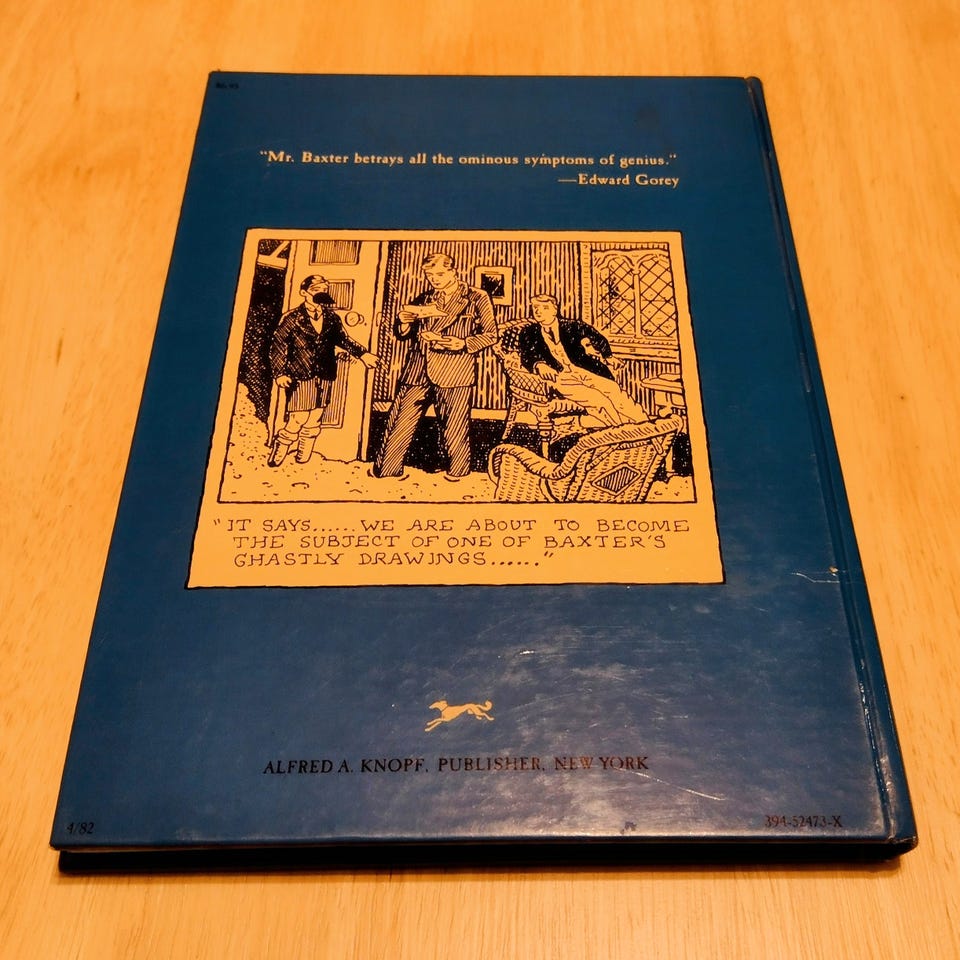 $6.95
"Mr. Baxter betrays all the ominous symptoms of genius."
—Edward Gorey
"IT SAYS......WE ARE ABOUT TO BECOME
THE SUBJECT OF ONE OF BAXTER'S
GHASTLY DRAWINGS......"
ALFRED A. KNOPF, PUBLISHER, NEW YORK
4/82
394-52473-X